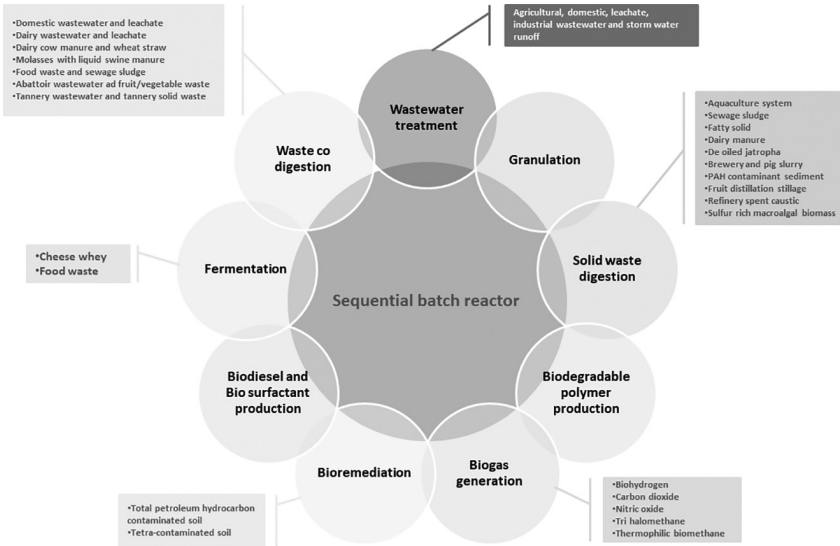 •Domestic wastewater and leachate
•Dairy wastewater and leachate
•Dairy cow manure and wheat straw
•Molasses with liquid swine manure
•Food waste and sewage sludge
•Abattoir wastewater ad fruit/vegetable waste
•Tannery wastewater and tannery solid waste
Agricultural, domestic, leachate,
industrial wastewater and storm water
runoff
Wastewater
treatment
Waste co
digestion
Granulation
•Aquaculture system
•Sewage sludge
•Fatty solid
•Dairy manure
•De oiled jatropha
•Brewery and pig slurry
•PAH contaminant sediment
•Fruit distillation stillage
•Refinery spent caustic
•Sulfur rich macroalgal biomass
•Cheese whey
•Food waste
Fermentation
Solid waste
digestion
Sequential batch reactor
Biodiesel and
Bio surfactant
production
Biodegradable
polymer
production
Bioremediation
Biogas
generation
•Total petroleum hydrocarbon
contaminated soil
•Tetra-contaminated soil
•Biohydrogen
•Carbon dioxide
•Nitric oxide
•Tri halomethane
•Thermophilic biomethane